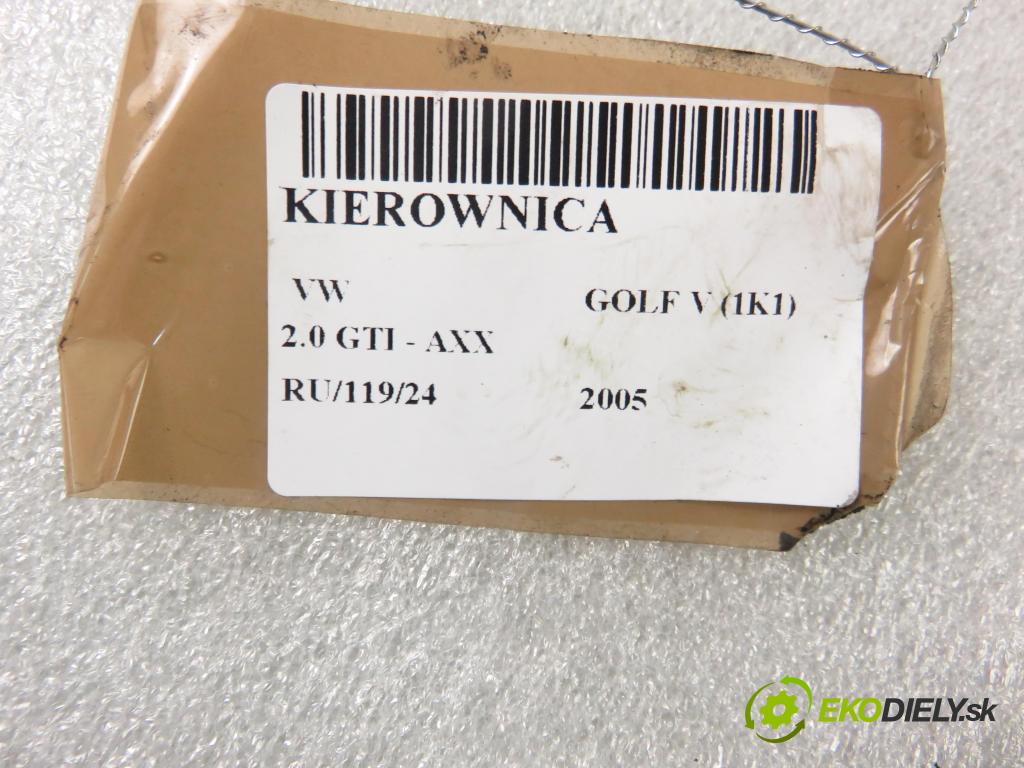 KIEROWNICA
VW GOLF V (1K1)
2.0 GTI - AXX
RU/119/24 2005
EKODIELY.sk